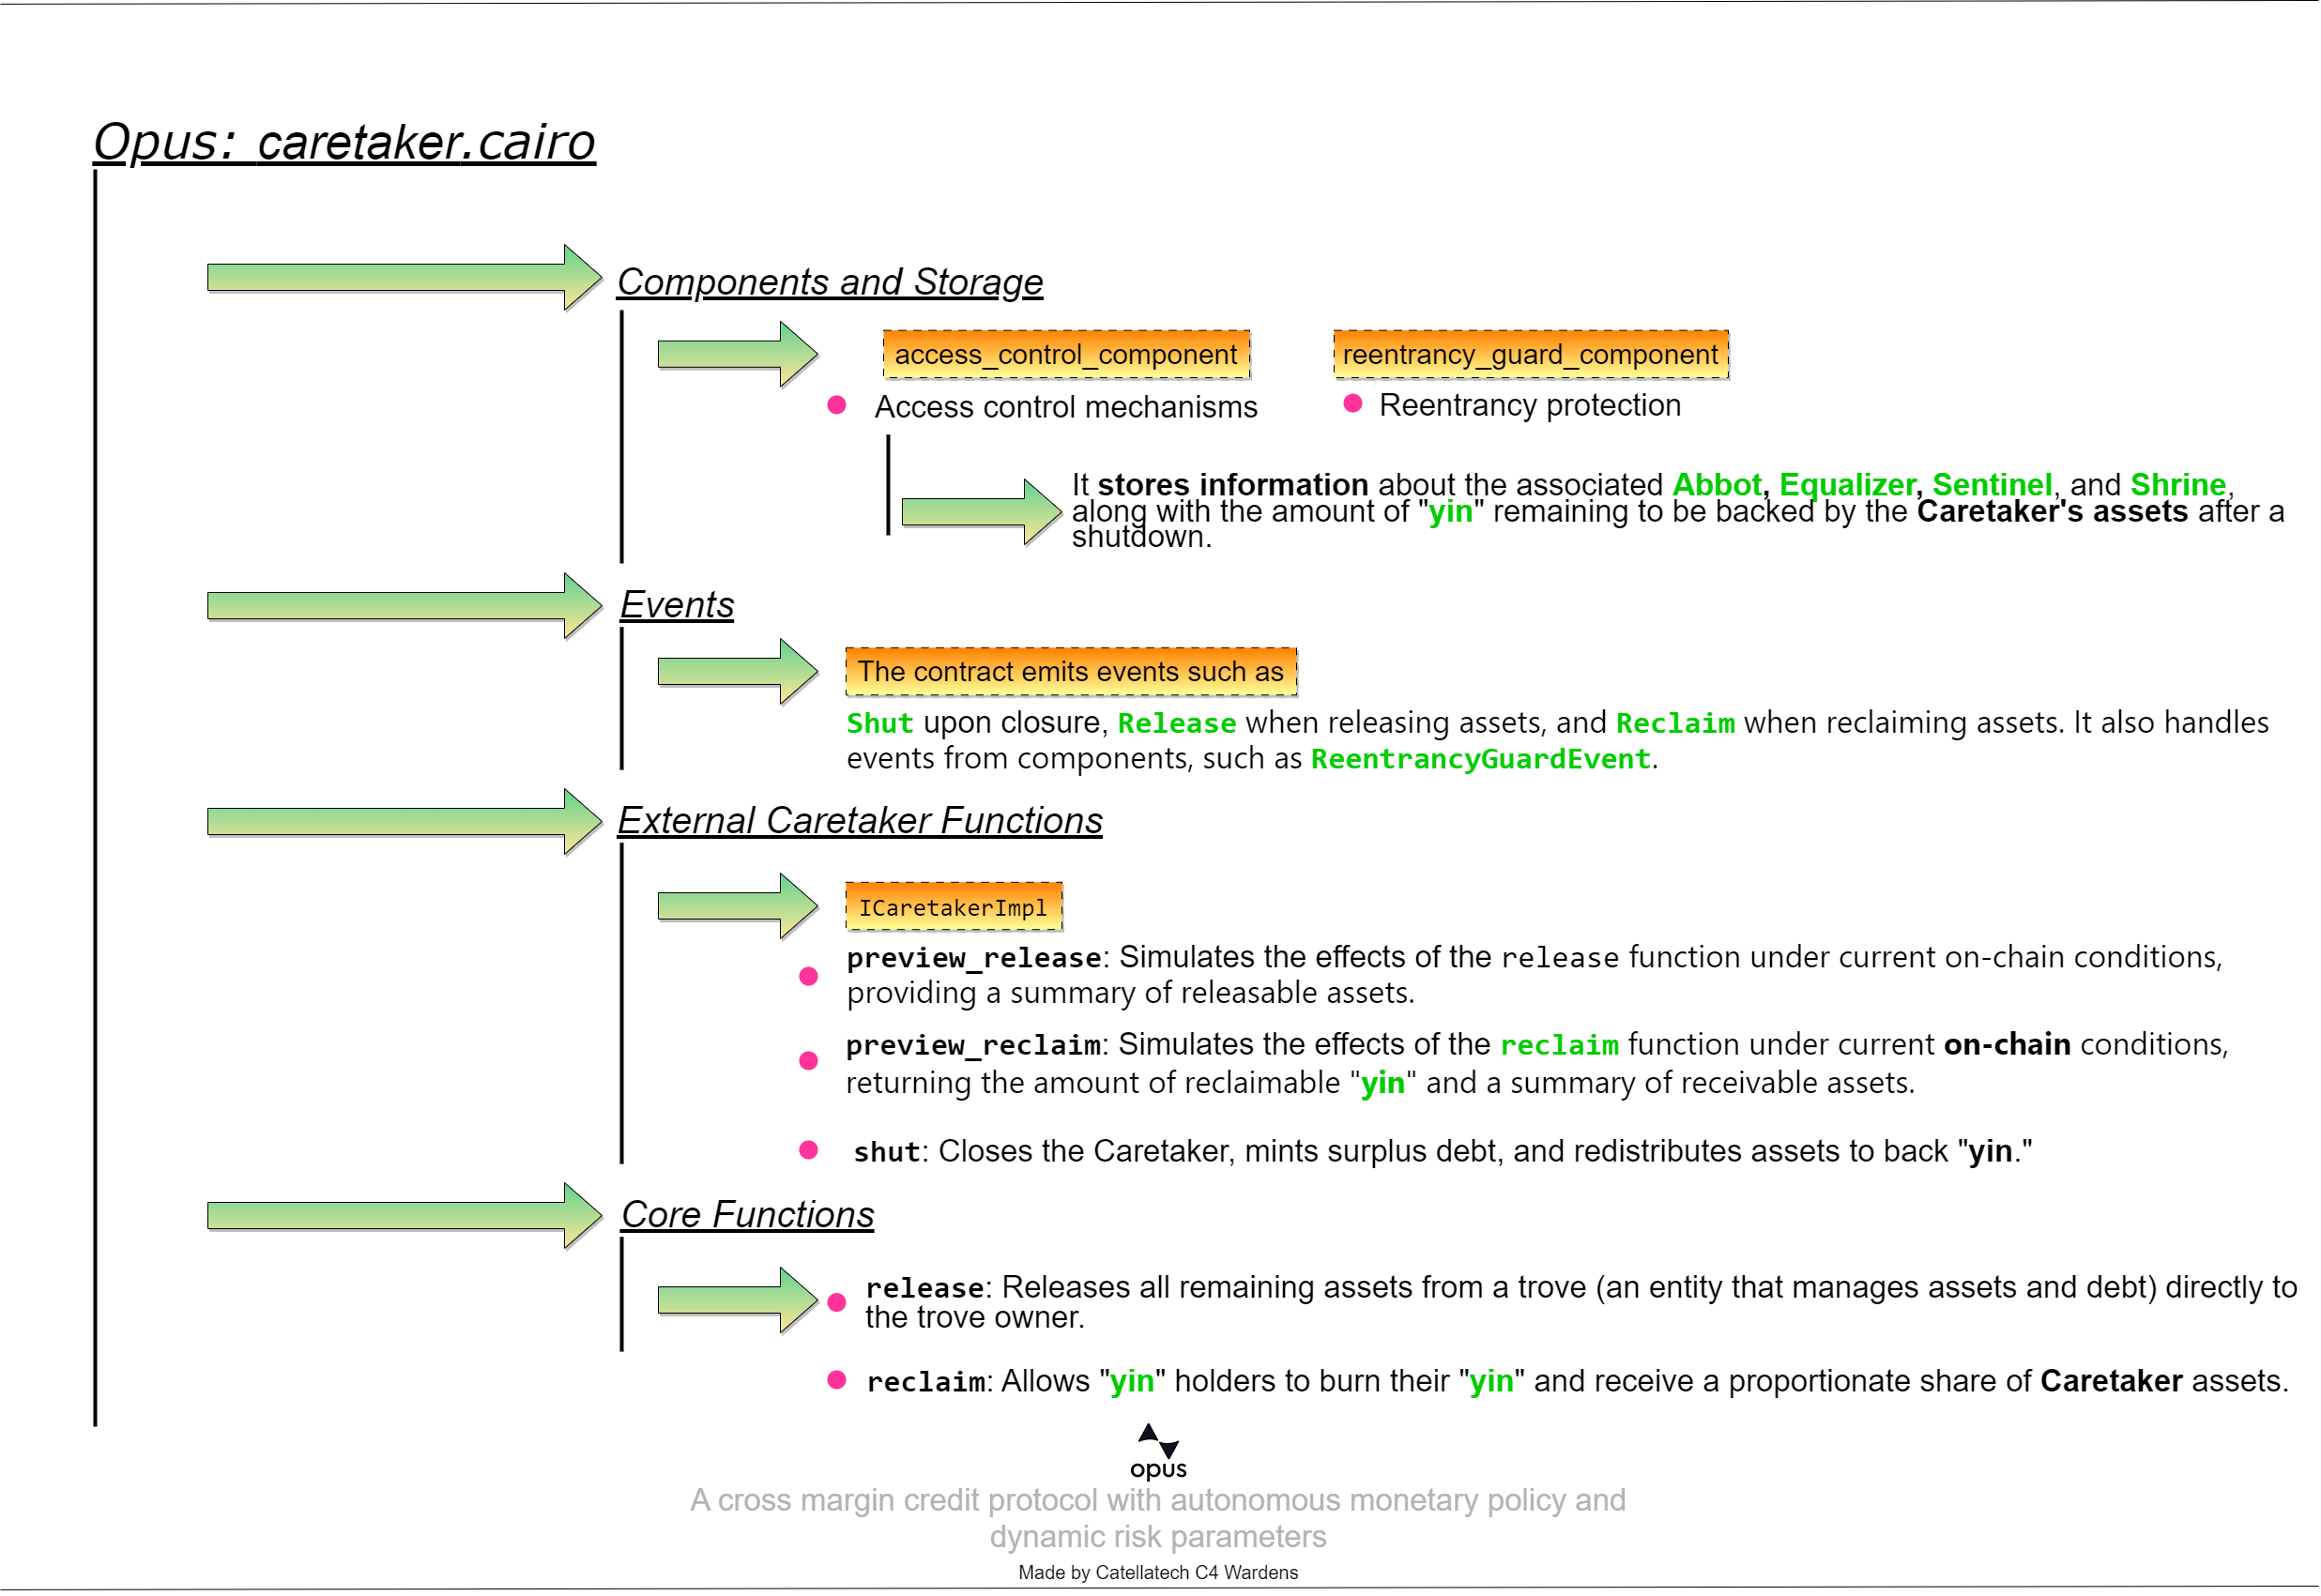 Opus: caretaker.cairo
Components and Storage
access_control_component
reentrancy_guard_component
Access control mechanisms
Reentrancy protection
It stores information about the associated Abbot, Equalizer, Sentinel, and Shrine,
along with the amount of "yin" remaining to be backed by the Caretaker's assets after a
shutdown.
Events
The contract emits events such as
Shut upon closure, Release when releasing assets, and Reclaim when reclaiming assets. It also handles
events from components, such as ReentrancyGuardEvent.
External Caretaker Functions
ICaretakerImpl
preview_release: Simulates the effects of the release function under current on-chain conditions,
providing a summary of releasable assets.
preview_reclaim: Simulates the effects of the reclaim function under current on-chain conditions,
returning the amount of reclaimable "yin" and a summary of receivable assets.
shut: Closes the Caretaker, mints surplus debt, and redistributes assets to back "yin."
Core Functions
release: Releases all remaining assets from a trove (an entity that manages assets and debt) directly to
the trove owner.
reclaim: Allows "yin" holders to burn their "yin" and receive a proportionate share of Caretaker assets.
opus
A cross margin credit protocol with autonomous monetary policy and
dynamic risk parameters
Made by Catellatech C4 Wardens